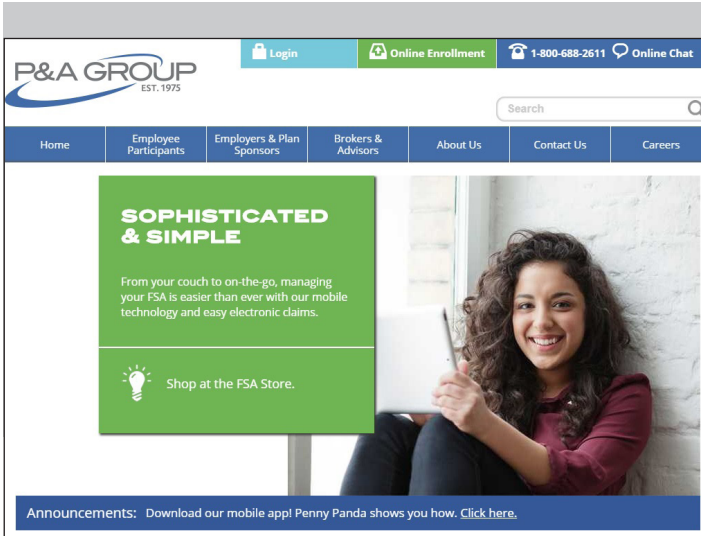 P&A GROUP
EST. 1975
Login
Online Enrollment
1-800-688-2611
Online Chat
Search
Home
Employee
Participants
Employers & Plan
Sponsors
Brokers &
Advisors
About Us
Contact Us
Careers
SOPHISTICATED
& SIMPLE
From your couch to on-the-go, managing
your FSA is easier than ever with our mobile
technology and easy electronic claims.
Shop at the FSA Store.
Announcements: Download our mobile app! Penny Panda shows you how. Click here.